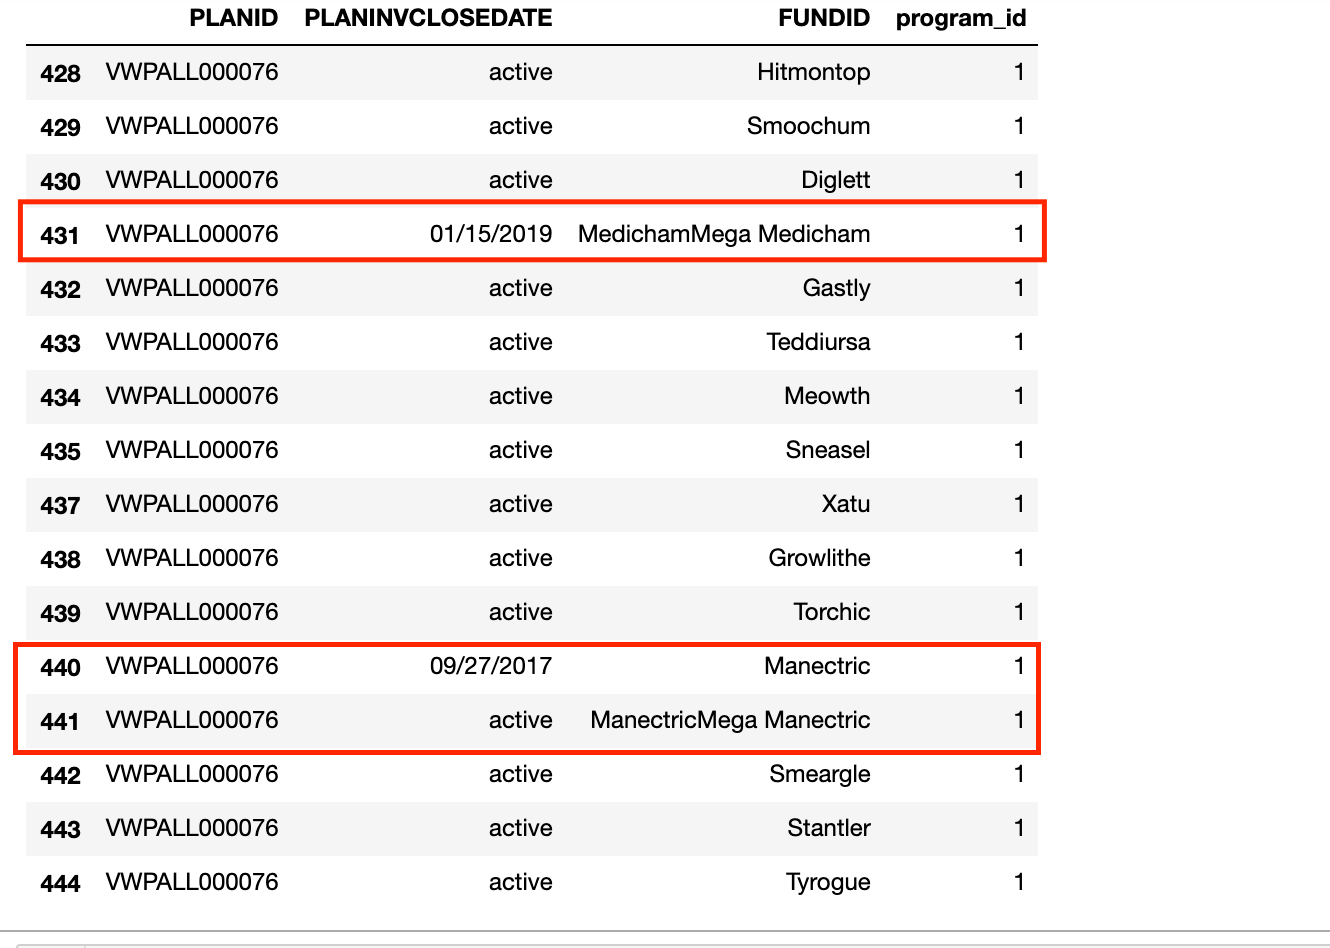 PLANID PLANINVCLOSEDATE FUNDID program_id
428 VWPALL000076 active Hitmontop 1
429 VWPALL000076 active Smoochum 1
430 VWPALL000076 active Diglett 1
431 VWPALL000076 01/15/2019 MedichamMega Medicham 1
432 VWPALL000076 active Gastly 1
433 VWPALL000076 active Teddiursa 1
434 VWPALL000076 active Meowth 1
435 VWPALL000076 active Sneasel 1
437 VWPALL000076 active Xatu 1
438 VWPALL000076 active Growlithe 1
439 VWPALL000076 active Torchic 1
440 VWPALL000076 09/27/2017 Manectric 1
441 VWPALL000076 active ManectricMega Manectric 1
442 VWPALL000076 active Smeargle 1
443 VWPALL000076 active Stantler 1
444 VWPALL000076 active Tyrogue 1